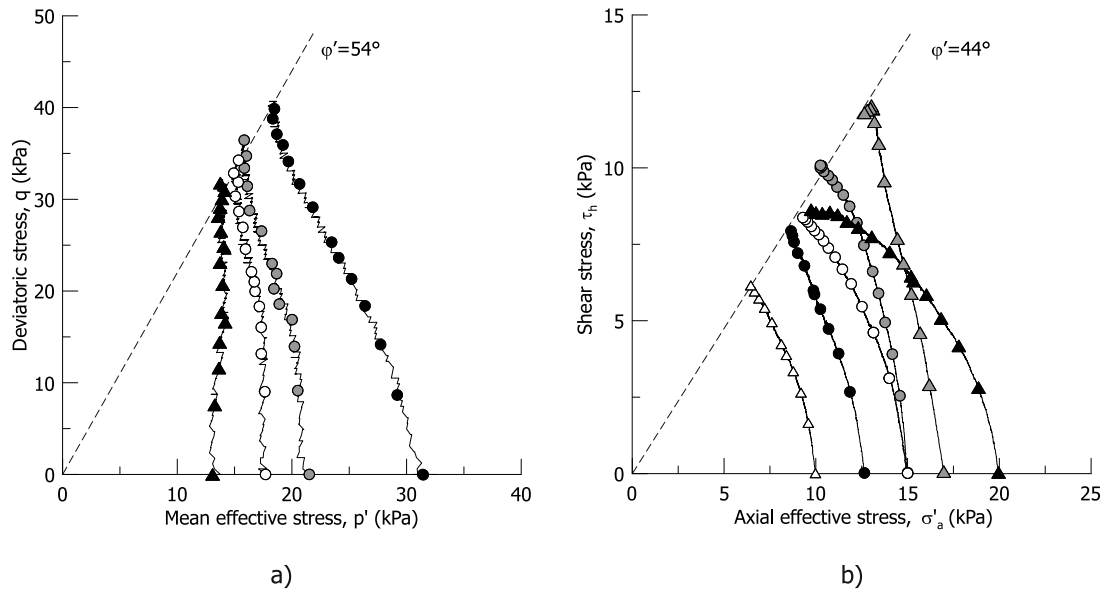 50
40
30
20
10
0
Deviatoric stress, q (kPa)
φ'=54°
0
10
20
30
40
Mean effective stress, p' (kPa)
a)
15
10
5
0
Shear stress, τh (kPa)
φ'=44°
0
5
10
15
20
25
Axial effective stress, σ'a (kPa)
b)